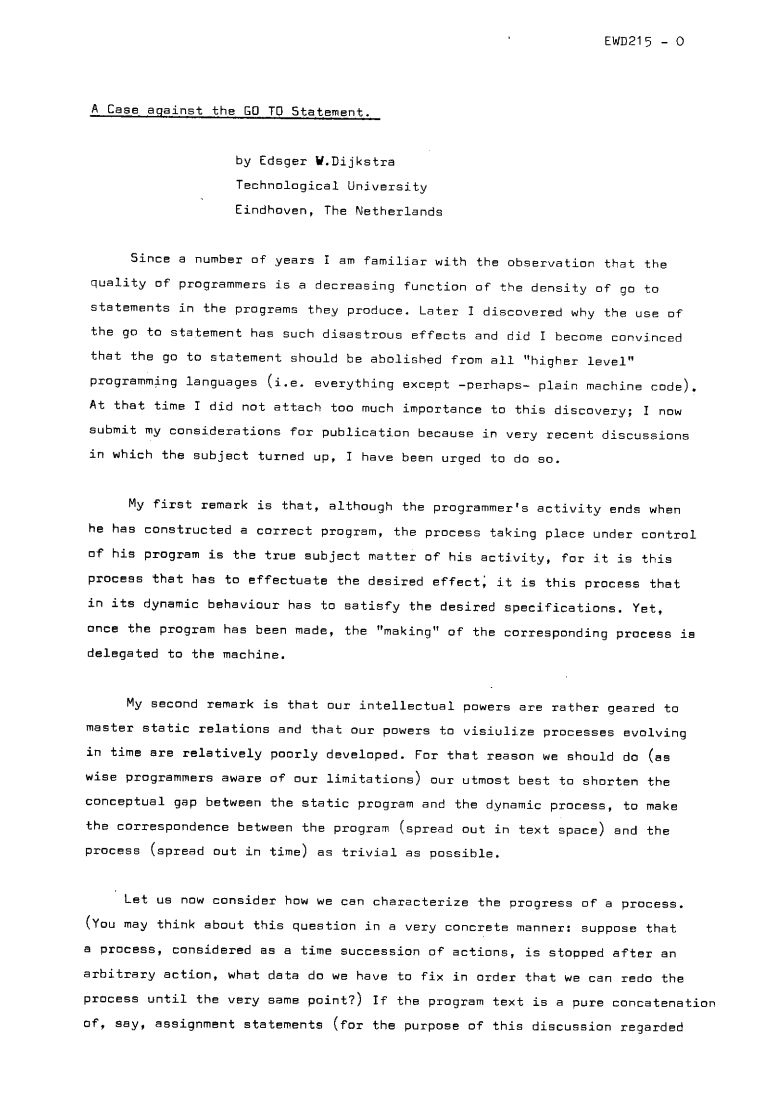 EWD215 - 0
A Case against the GO TO Statement.
by Edsger W.Dijkstra
Technological University
Eindhoven, The Netherlands
Since a number of years I am familiar with the observation that the
quality of programmers is a decreasing function of the density of go to
statements in the programs they produce. Later I discovered why the use of
the go to statement has such disastrous effects and did I become convinced
that the go to statement should be abolished from all "higher level"
programming languages (i.e. everything except -perhaps- plain machine code).
At that time I did not attach too much importance to this discovery; I now
submit my considerations for publication because in very recent discussions
in which the subject turned up, I have been urged to do so.
My first remark is that, although the programmer's activity ends when
he has constructed a correct program, the process taking place under control
of his program is the true subject matter of his activity, for it is this
process that has to effectuate the desired effect; it is this process that
in its dynamic behaviour has to satisfy the desired specifications. Yet,
once the program has been made, the "making" of the corresponding process is
delegated to the machine.
My second remark is that our intellectual powers are rather geared to
master static relations and that our powers to visiulize processes evolving
in time are relatively poorly developed. For that reason we should do (as
wise programmers aware of our limitations) our utmost best to shorten the
conceptual gap between the static program and the dynamic process, to make
the correspondence between the program (spread out in text space) and the
process (spread out in time) as trivial as possible.
Let us now consider how we can characterize the progress of a process.
(You may think about this question in a very concrete manner: suppose that
a process, considered as a time succession of actions, is stopped after an
arbitrary action, what data do we have to fix in order that we can redo the
process until the very same point?) If the program text is a pure concatenation
of, say, assignment statements (for the purpose of this discussion regarded